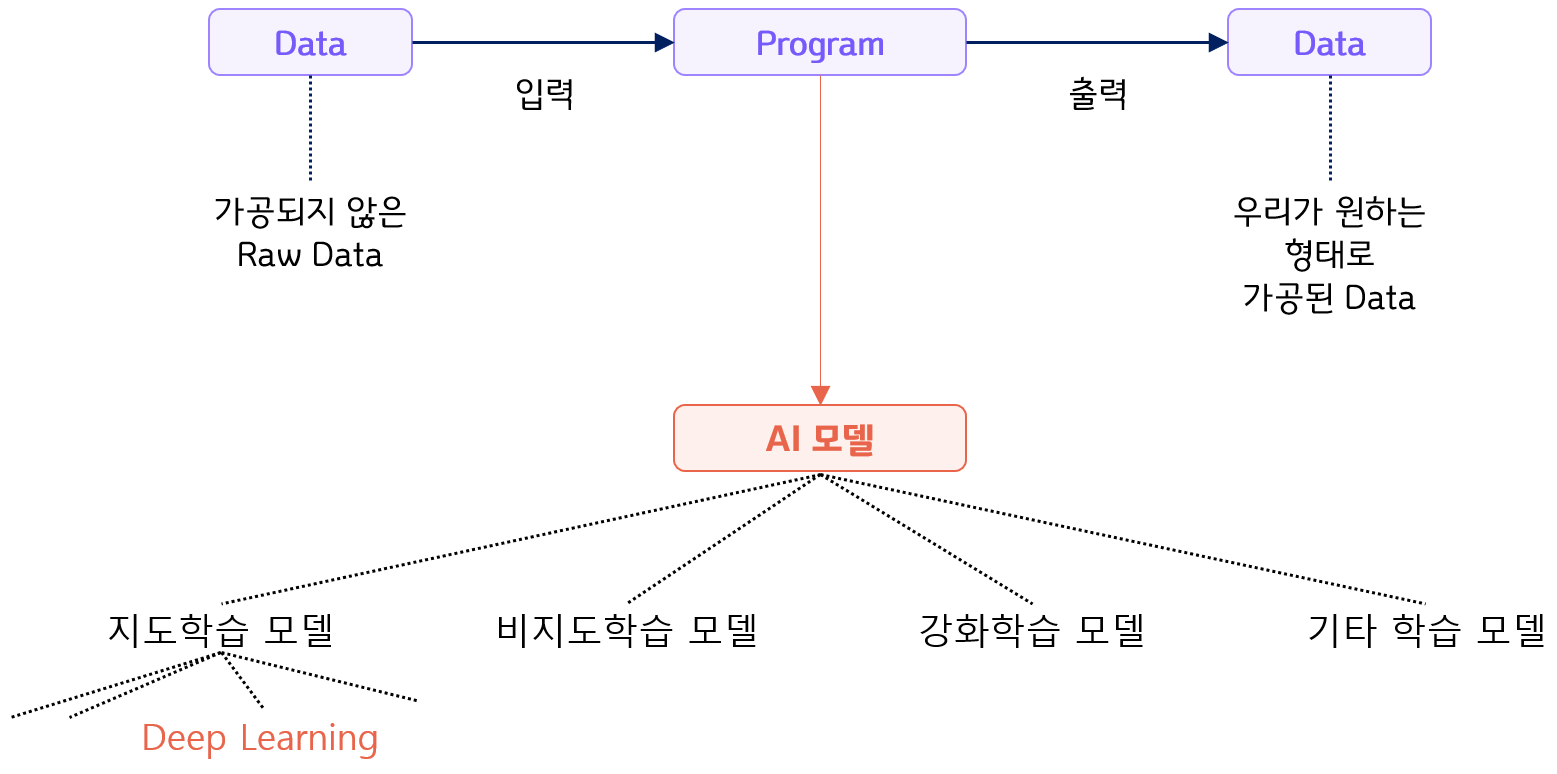 Data
Program
Data
입력
출력
가공되지 않은
Raw Data
우리가 원하는
형태로
가공된 Data
AI 모델
지도학습 모델
비지도학습 모델
강화학습 모델
기타 학습 모델
Deep Learning